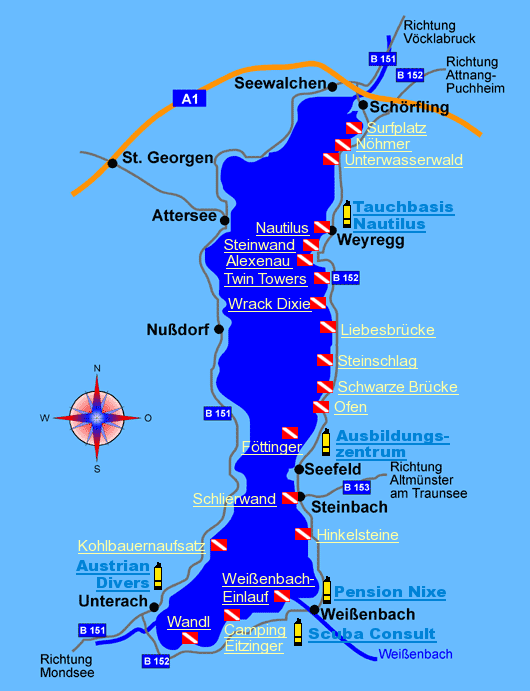 Richtung
Vöcklabruck
B 151
B 152
Richtung
Attnang-
Puchheim
Seewalchen
A1
Schörfling
Surfplatz
Nöhmer
Unterwasserwald
St. Georgen
Attersee
Tauchbasis
Nautilus
Nautilus
Weyregg
Steinwand
Alexenau
Twin Towers
B 152
Wrack Dixie
Nußdorf
Liebesbrücke
Steinschlag
N
W
O
S
Schwarze Brücke
Ofen
B 151
Föttinger
Ausbildungs-
zentrum
Seefeld
Richtung
Altmünster
am Traunsee
B 153
Schlierwand
Steinbach
Hinkelsteine
Kohlbauernaufsatz
Austrian
Divers
Weißenbach-
Einlauf
Pension Nixe
Unterach
Weißenbach
Wandl
Camping
Eitzinger
Scuba Consult
B 151
B 152
Richtung
Mondsee
Weißenbach